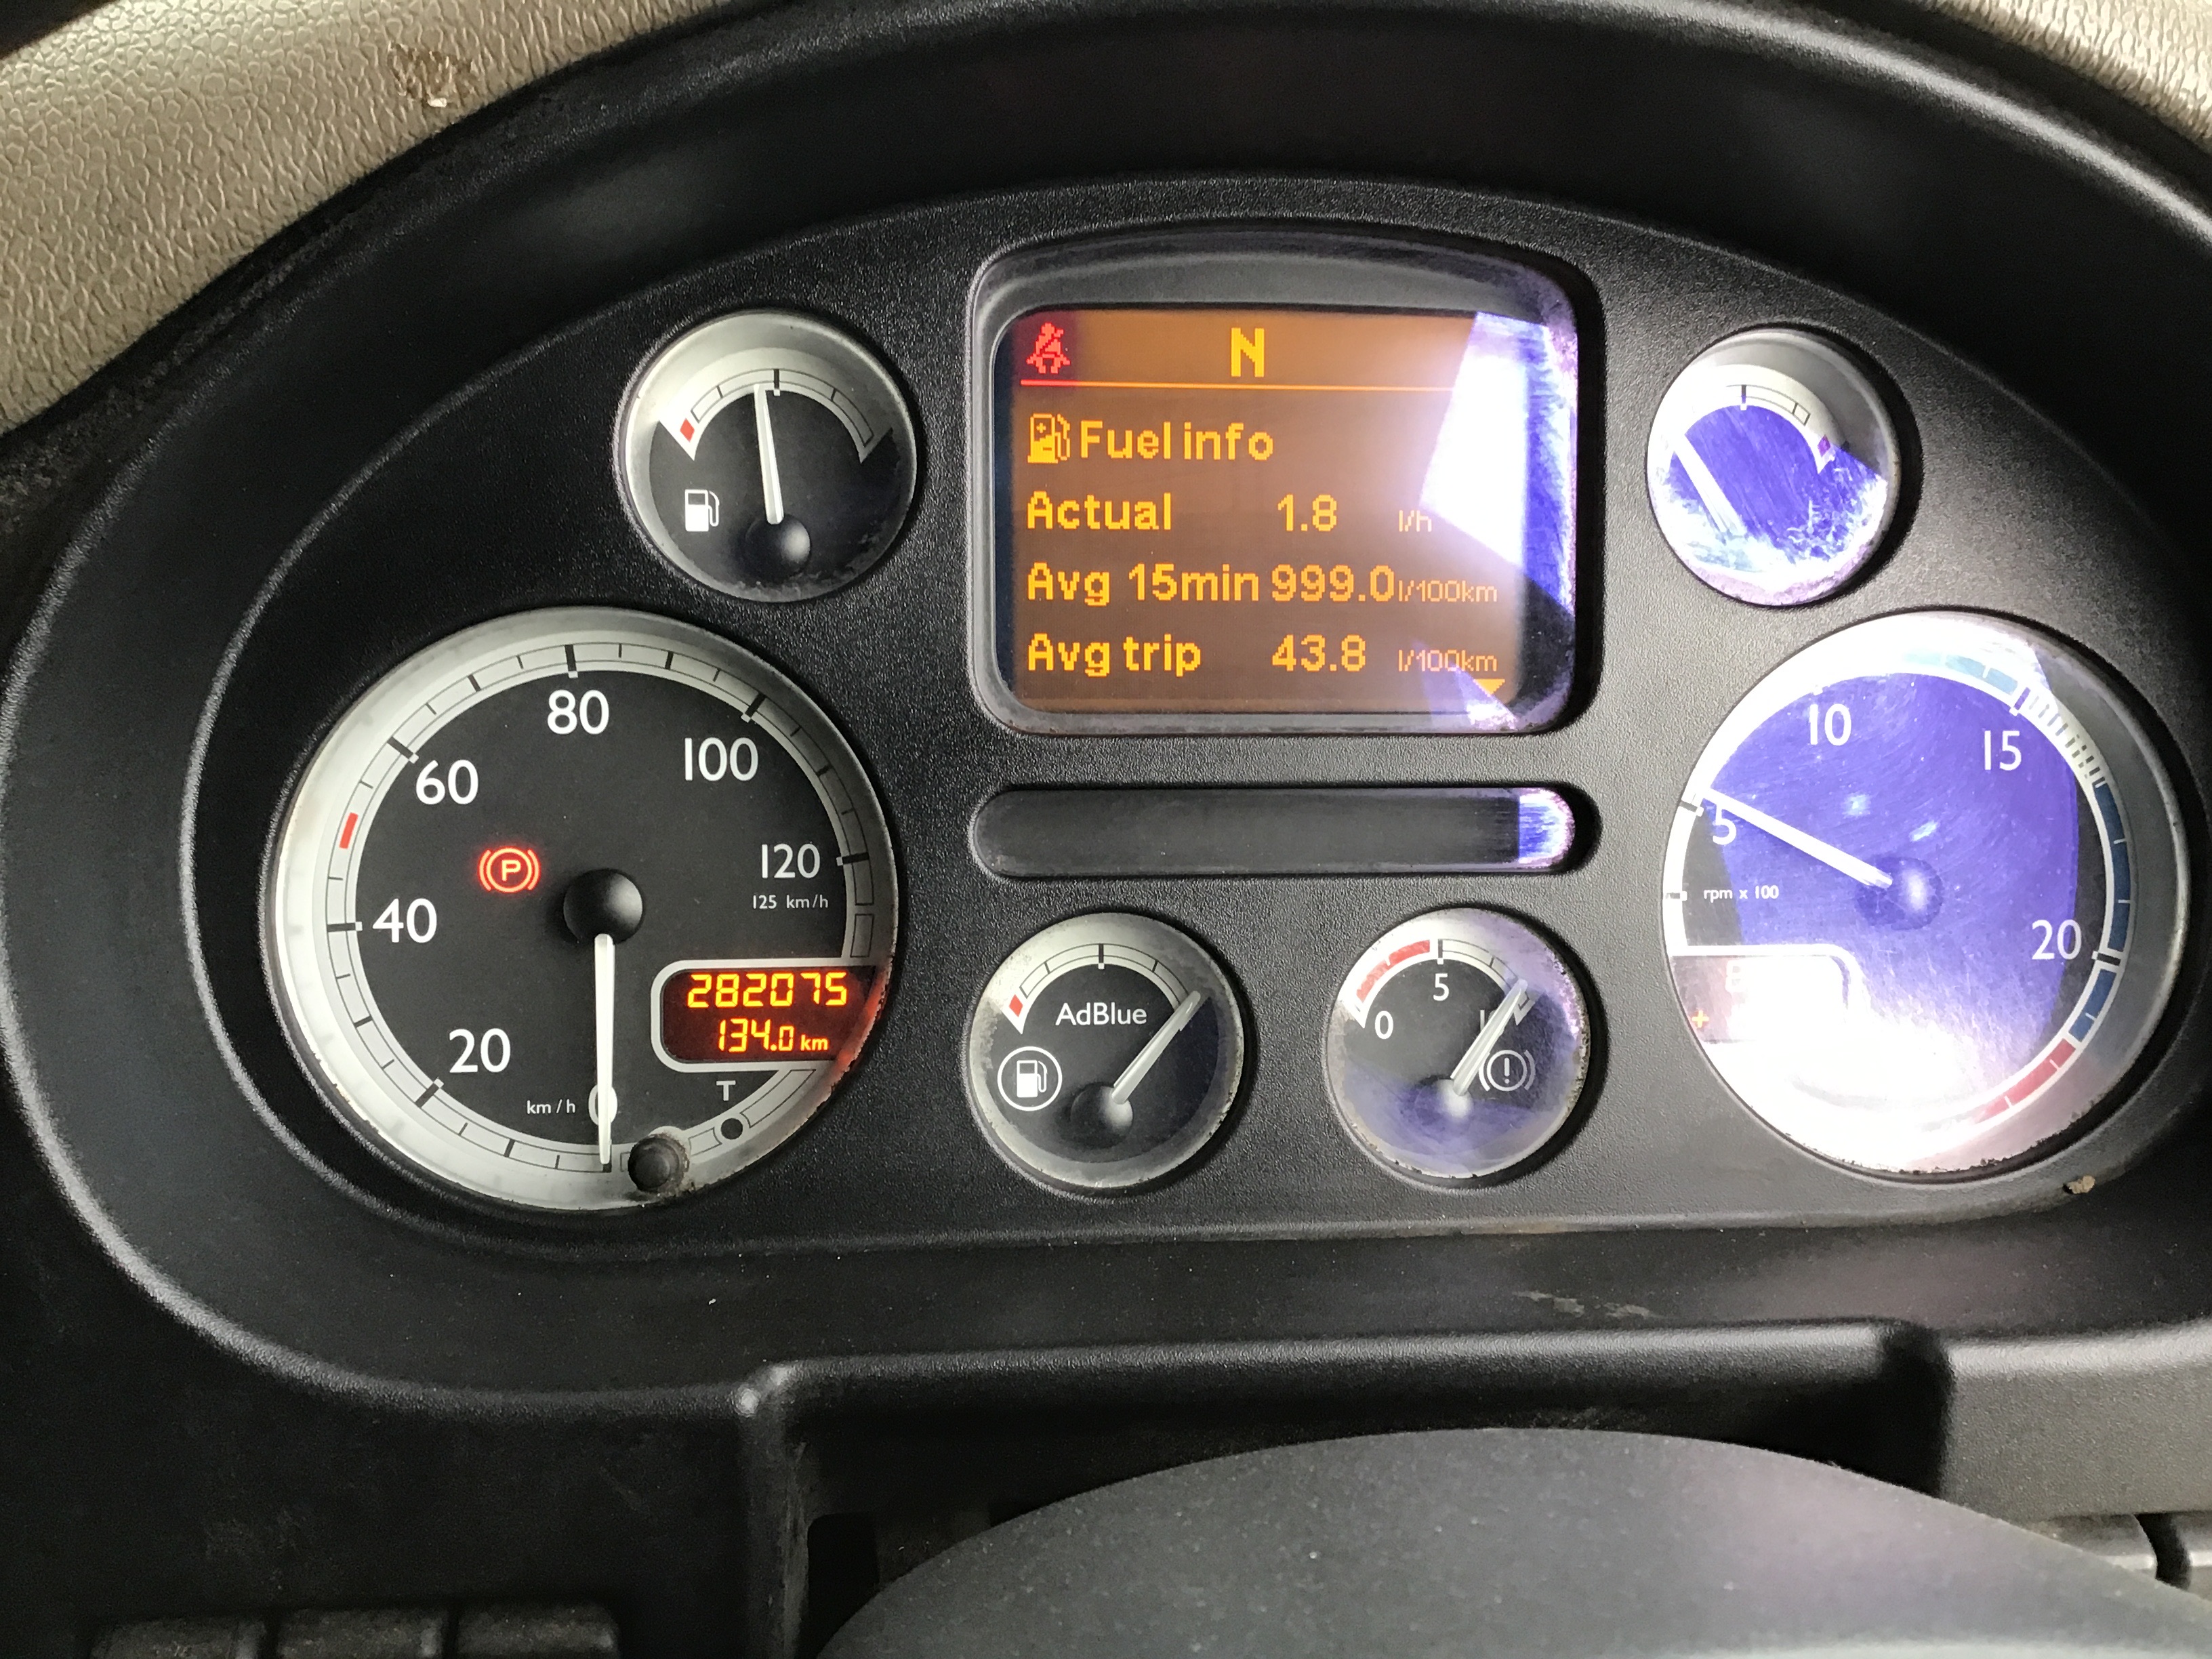 N
Fuel info
Actual 1.8 l/h
Avg 15min 999.0 l/100km
Avg trip 43.8 l/100km
80
60
100
40
120
125 km/h
20
km/h 0
282075
134.0 km
T
P
AdBlue
0
5
10
5
10
15
20
rpm x 100